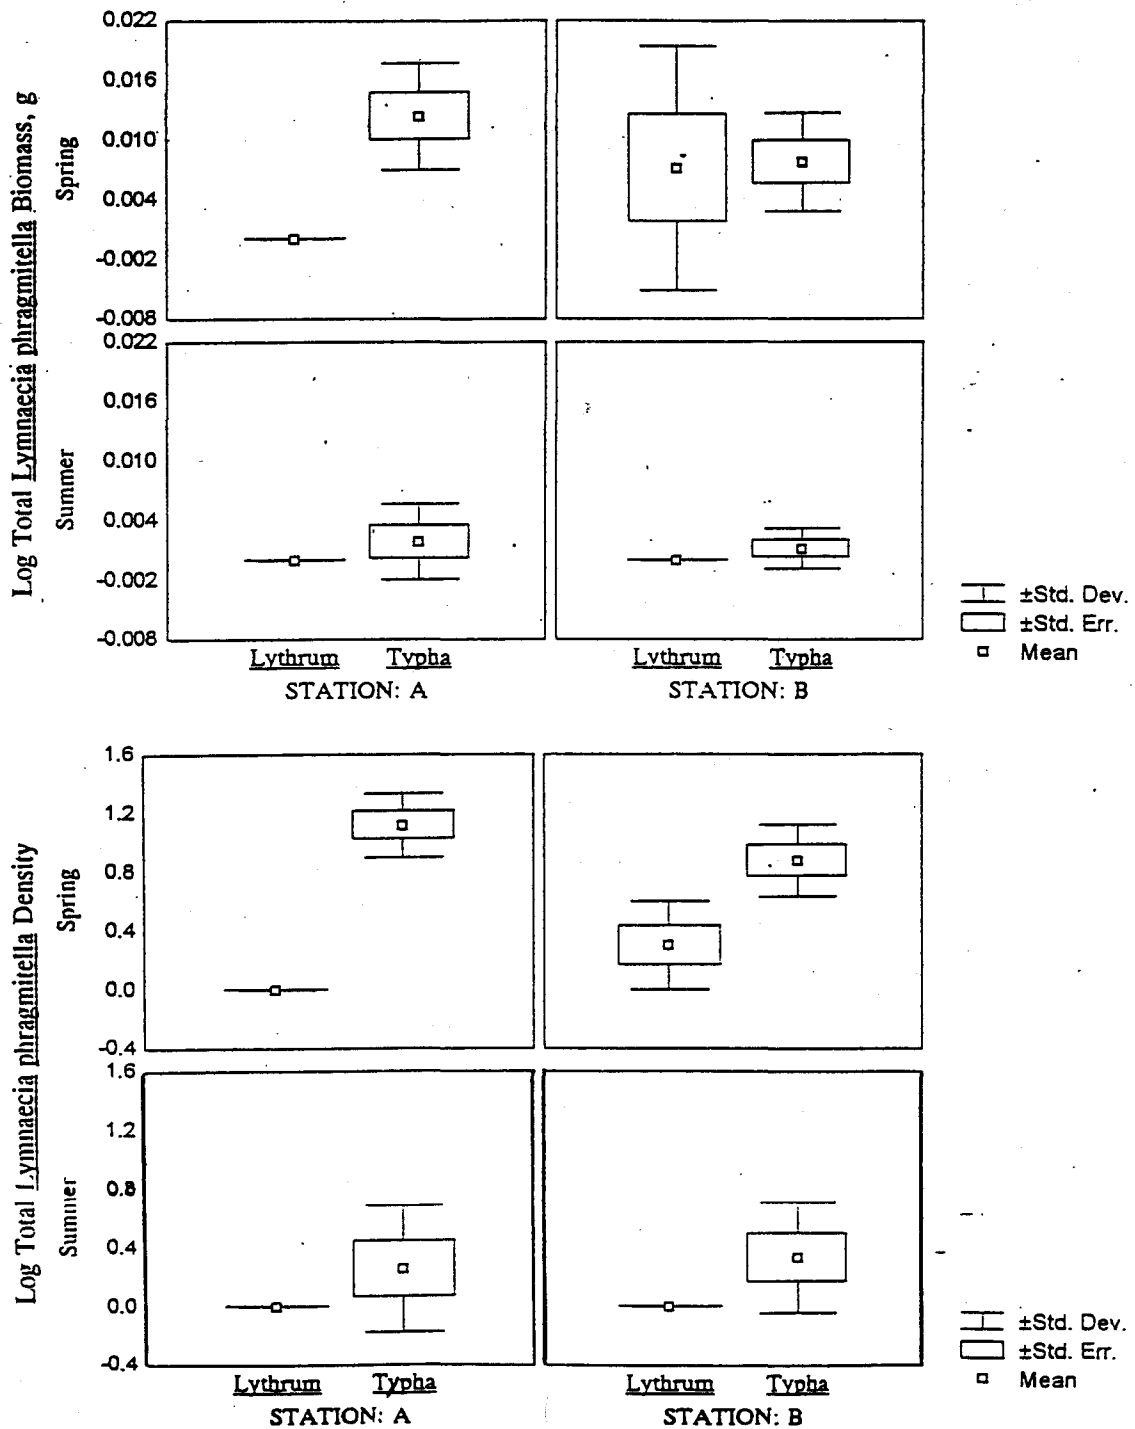 Log Total Lymnaecia phragmitella Biomass, g
Spring
0.022
0.016
0.010
0.004
-0.002
-0.008
Summer
0.022
0.016
0.010
0.004
-0.002
-0.008
Lythrum Typha Lythrum Typha
STATION: A STATION: B
±Std. Dev.
±Std. Err.
Mean
Log Total Lymnaecia phragmitella Density
Spring
1.6
1.2
0.8
0.4
0.0
-0.4
Summer
1.6
1.2
0.8
0.4
0.0
-0.4
Lythrum Typha Lythrum Typha
STATION: A STATION: B
±Std. Dev.
±Std. Err.
Mean